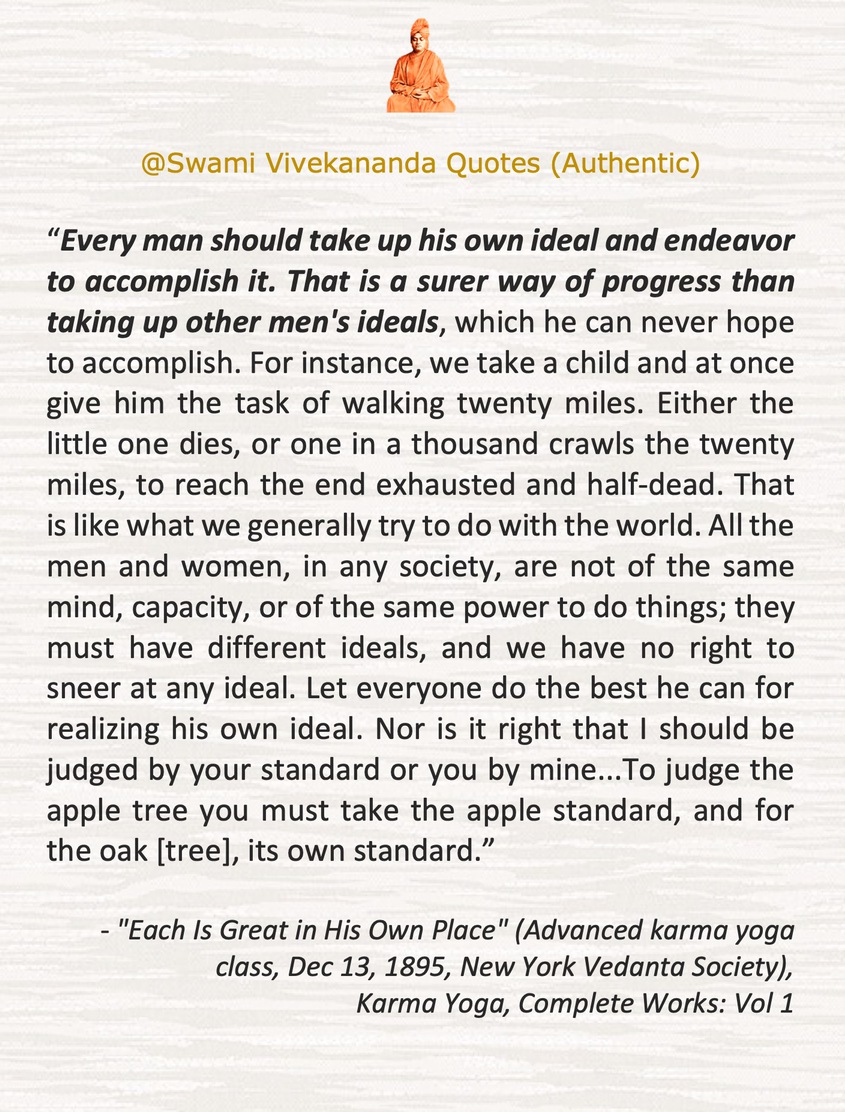 @Swami Vivekananda Quotes (Authentic)
“Every man should take up his own ideal and endeavor
to accomplish it. That is a surer way of progress than
taking up other men's ideals, which he can never hope
to accomplish. For instance, we take a child and at once
give him the task of walking twenty miles. Either the
little one dies, or one in a thousand crawls the twenty
miles, to reach the end exhausted and half-dead. That
is like what we generally try to do with the world. All the
men and women, in any society, are not of the same
mind, capacity, or of the same power to do things; they
must have different ideals, and we have no right to
sneer at any ideal. Let everyone do the best he can for
realizing his own ideal. Nor is it right that I should be
judged by your standard or you by mine...To judge the
apple tree you must take the apple standard, and for
the oak [tree], its own standard.”
- "Each Is Great in His Own Place" (Advanced karma yoga
class, Dec 13, 1895, New York Vedanta Society),
Karma Yoga, Complete Works: Vol 1